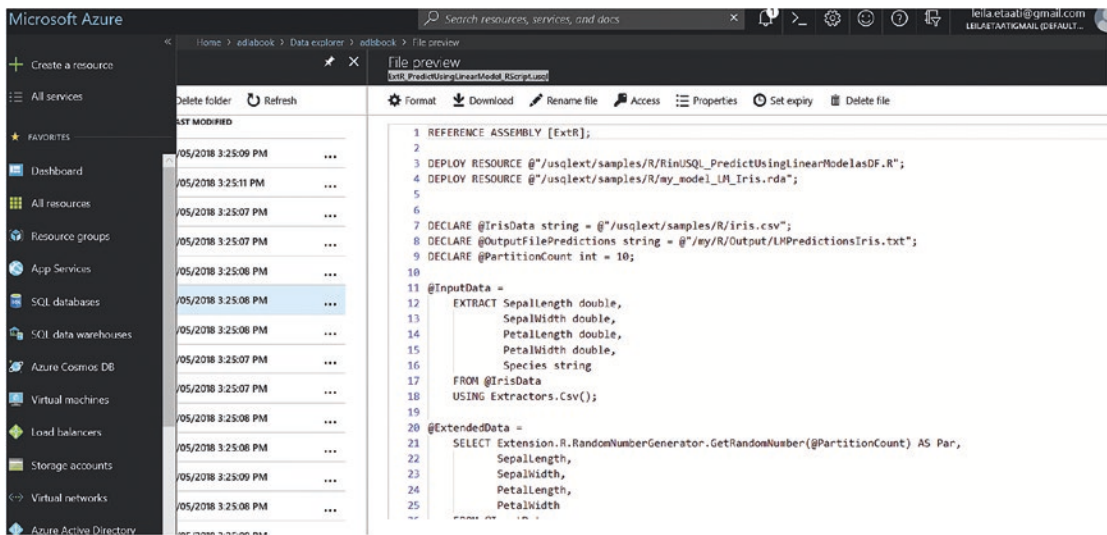 Microsoft Azure
Search resources, services, and docs
1
leila.etaati@gmail.com
LEILAETAATIGMAIL (DEFAULT...
Home > adlabook > Data explorer > adlsbook > File preview
Create a resource
All services
FAVORITES
Dashboard
All resources
Resource groups
App Services
SQL databases
SQL data warehouses
Azure Cosmos DB
Virtual machines
Load balancers
Storage accounts
Virtual networks
Azure Active Directory
Delete folder Refresh
AST MODIFIED
/05/2018 3:25:09 PM ...
/05/2018 3:25:11 PM ...
/05/2018 3:25:07 PM ...
/05/2018 3:25:07 PM ...
/05/2018 3:25:08 PM ...
/05/2018 3:25:08 PM ...
/05/2018 3:25:08 PM ...
/05/2018 3:25:07 PM ...
/05/2018 3:25:07 PM ...
/05/2018 3:25:08 PM ...
/05/2018 3:25:08 PM ...
/05/2018 3:25:09 PM ...
/05/2018 3:25:08 PM ...
File preview
ExtR_PredictUsingLinearModel_RScript.usql
Format Download Rename file Access Properties Set expiry Delete file
1 REFERENCE ASSEMBLY [ExtR];
2
3 DEPLOY RESOURCE @"/usqlext/samples/R/RinUSQL_PredictUsingLinearModelasDF.R";
4 DEPLOY RESOURCE @"/usqlext/samples/R/my_model_LM_Iris.rda";
5
6
7 DECLARE @IrisData string = @"/usqlext/samples/R/iris.csv";
8 DECLARE @OutputFilePredictions string = @"/my/R/Output/LMPredictionsIris.txt";
9 DECLARE @PartitionCount int = 10;
10
11 @InputData =
12 EXTRACT SepalLength double,
13 SepalWidth double,
14 PetalLength double,
15 PetalWidth double,
16 Species string
17 FROM @IrisData
18 USING Extractors.Csv();
19
20 @ExtendedData =
21 SELECT Extension.R.RandomNumberGenerator.GetRandomNumber(@PartitionCount) AS Par,
22 SepalLength,
23 SepalWidth,
24 PetalLength,
25 PetalWidth